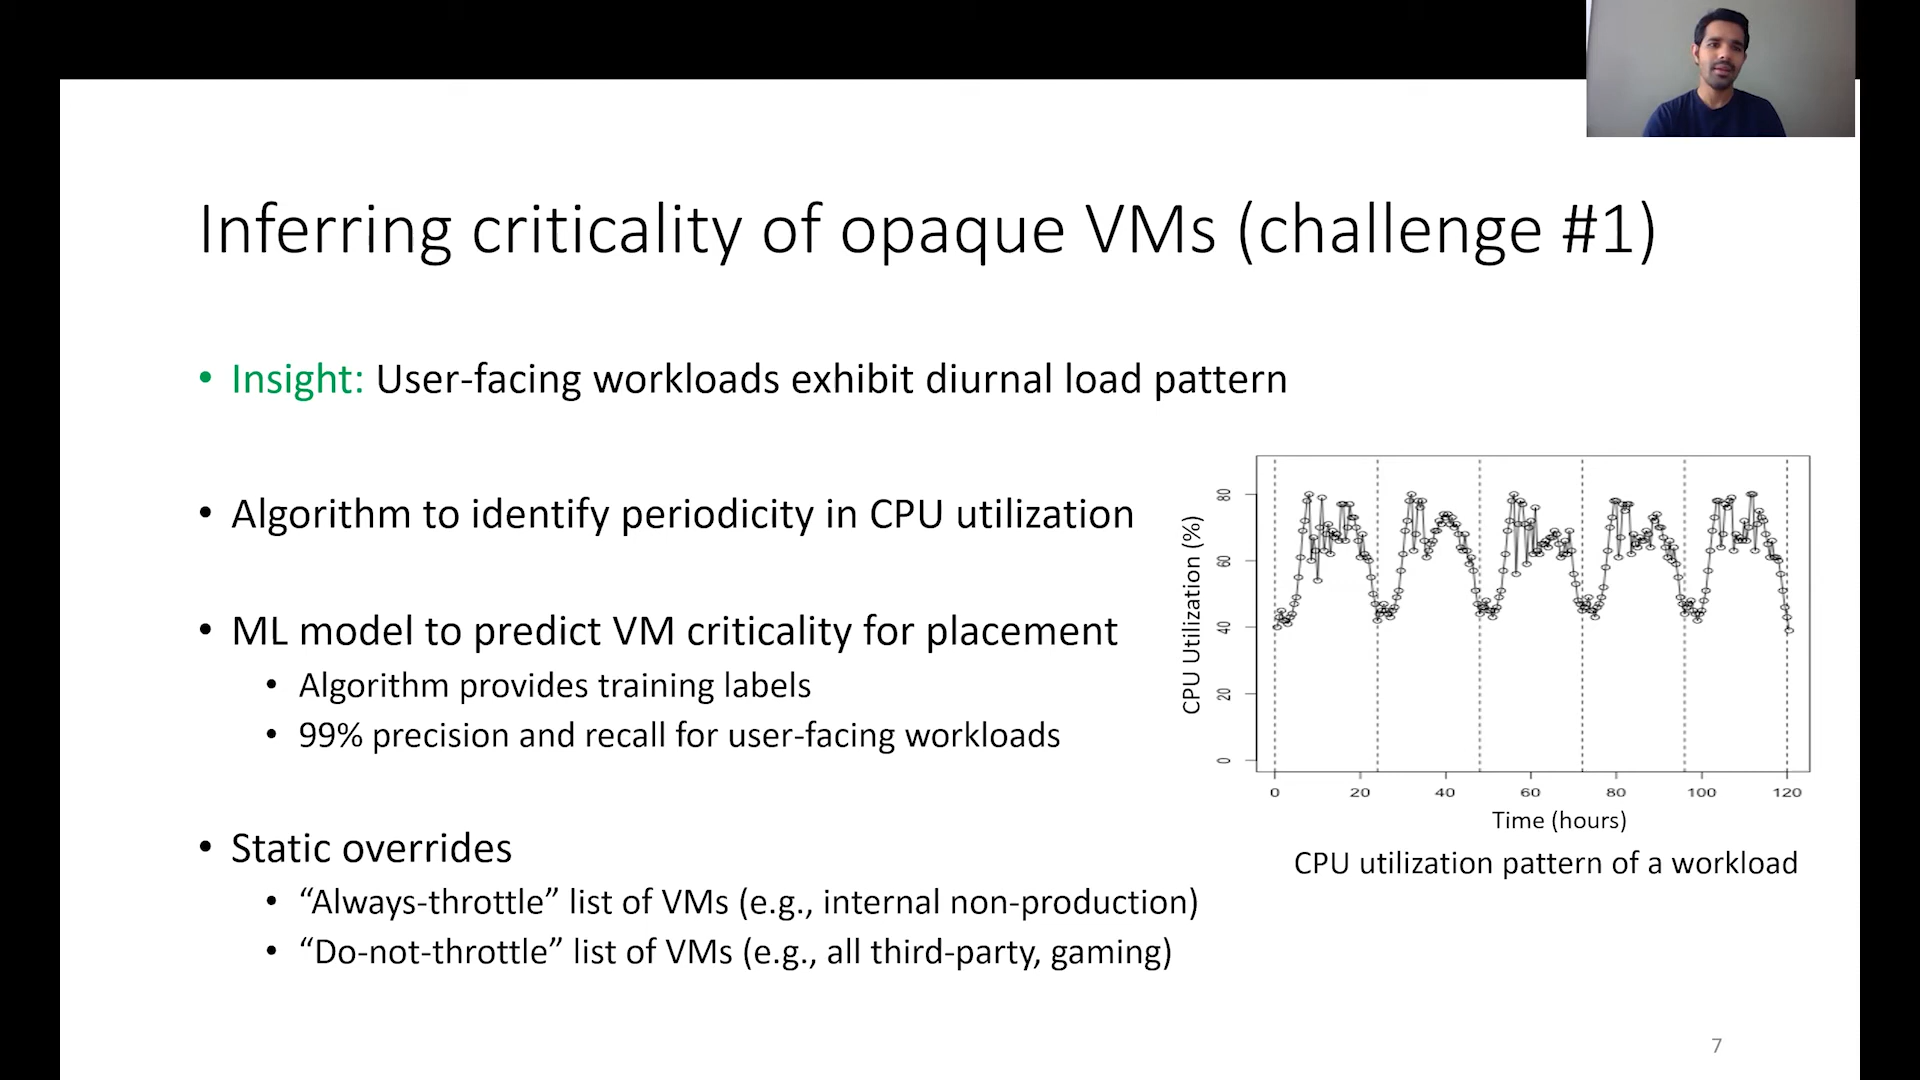 Inferring criticality of opaque VMs (challenge #1)
• Insight: User-facing workloads exhibit diurnal load pattern
• Algorithm to identify periodicity in CPU utilization
• ML model to predict VM criticality for placement
• Algorithm provides training labels
• 99% precision and recall for user-facing workloads
• Static overrides
• “Always-throttle” list of VMs (e.g., internal non-production)
• “Do-not-throttle” list of VMs (e.g., all third-party, gaming)
CPU Utilization (%)
80
60
40
20
0
0 20 40 60 80 100 120
Time (hours)
CPU utilization pattern of a workload
7